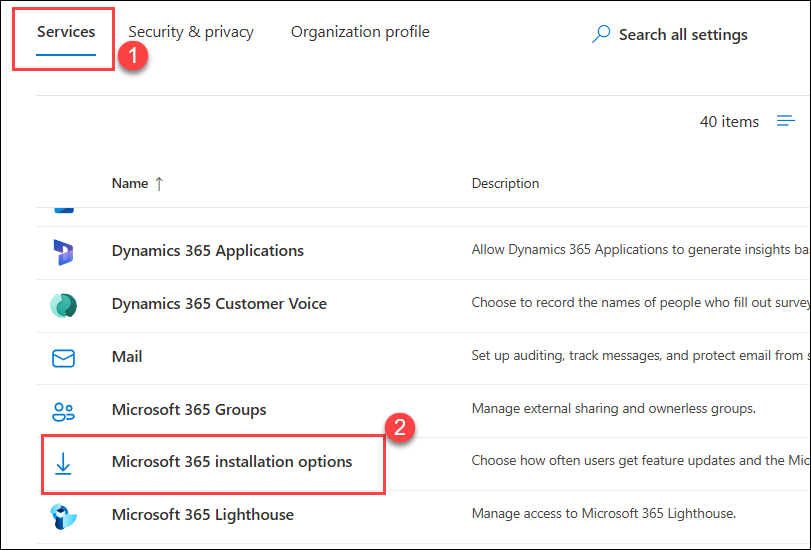 Services Security & privacy Organization profile Search all settings
1
40 items
Name ↑ Description
Dynamics 365 Applications Allow Dynamics 365 Applications to generate insights ba
Dynamics 365 Customer Voice Choose to record the names of people who fill out survey
Mail Set up auditing, track messages, and protect email from s
Microsoft 365 Groups Manage external sharing and ownerless groups.
2
Microsoft 365 installation options Choose how often users get feature updates and the Mic
Microsoft 365 Lighthouse Manage access to Microsoft 365 Lighthouse.